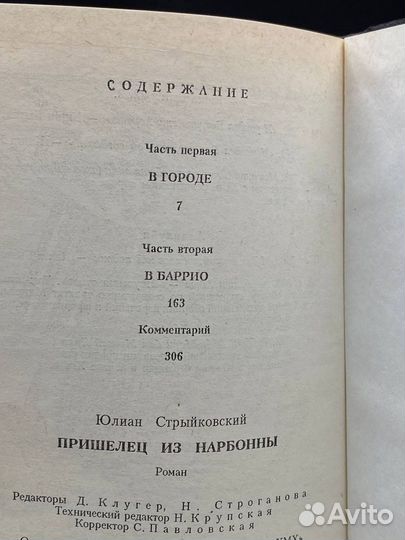 СОДЕРЖАНИЕ
Часть первая
В ГОРОДЕ
7
Часть вторая
В БАРРИО
163
Комментарий
306
Юлиан Стрыйковский
ПРИШЕЛЕЦ ИЗ НАРБОННЫ
Роман
Редакторы Д. Клугер, Н. Строганова
Технический редактор Н. Крупская
Корректор С. Павловская
Avito